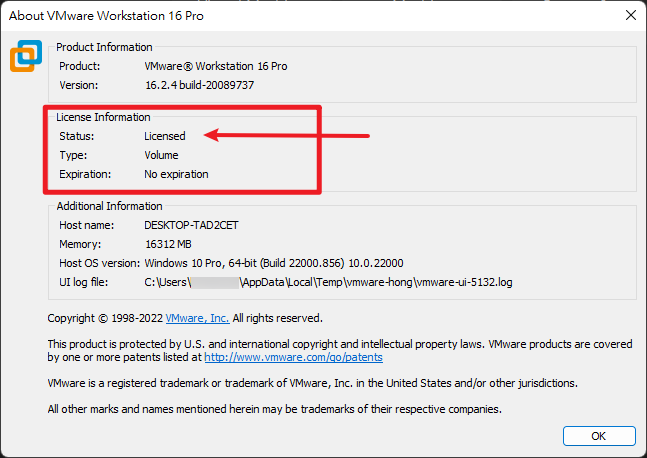 About VMware Workstation 16 Pro
Product Information
Product: VMware® Workstation 16 Pro
Version: 16.2.4 build-20089737
License Information
Status: Licensed
Type: Volume
Expiration: No expiration
Additional Information
Host name: DESKTOP-TAD2CET
Memory: 16312 MB
Host OS version: Windows 10 Pro, 64-bit (Build 22000.856) 10.0.22000
UI log file: C:\Users\ \AppData\Local\Temp\vmware-hong\vmware-ui-5132.log
Copyright © 1998-2022 VMware, Inc. All rights reserved.
This product is protected by U.S. and international copyright and intellectual property laws. VMware products are covered
by one or more patents listed at http://www.vmware.com/go/patents
VMware is a registered trademark or trademark of VMware, Inc. in the United States and/or other jurisdictions.
All other marks and names mentioned herein may be trademarks of their respective companies.
OK